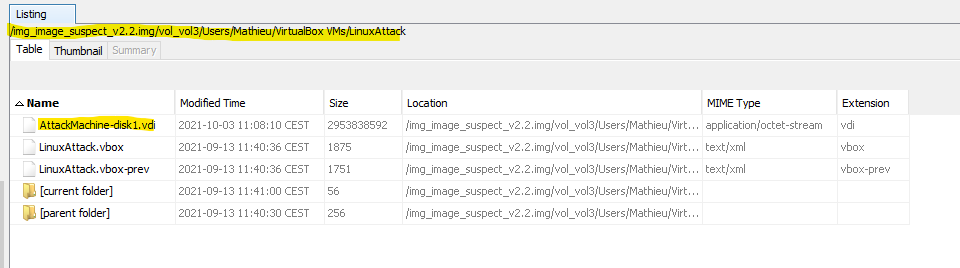 Listing
/img_image_suspect_v2.2.img/vol_vol3/Users/Mathieu/VirtualBox VMs/LinuxAttack
Table Thumbnail Summary
Name Modified Time Size Location MIME Type Extension
AttackMachine-disk1.vdi 2021-10-03 11:08:10 CEST 2953838592 /img_image_suspect_v2.2.img/vol_vol3/Users/Mathieu/Virt... application/octet-stream vdi
LinuxAttack.vbox 2021-09-13 11:40:36 CEST 1875 /img_image_suspect_v2.2.img/vol_vol3/Users/Mathieu/Virt... text/xml vbox
LinuxAttack.vbox-prev 2021-09-13 11:40:36 CEST 1751 /img_image_suspect_v2.2.img/vol_vol3/Users/Mathieu/Virt... text/xml vbox-prev
[current folder] 2021-09-13 11:41:00 CEST 56 /img_image_suspect_v2.2.img/vol_vol3/Users/Mathieu/Virt...
[parent folder] 2021-09-13 11:40:30 CEST 256 /img_image_suspect_v2.2.img/vol_vol3/Users/Mathieu/Virt...